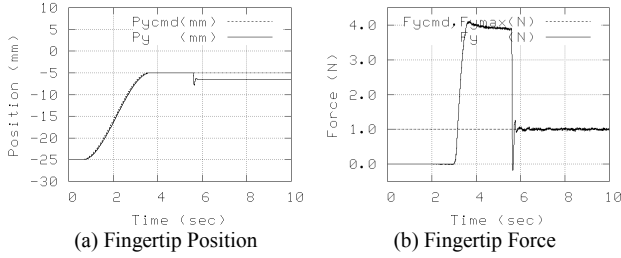 Pycmd(mm)
Py (mm)
Position (mm)
10
5
0
-5
-10
-15
-20
-25
-30
0 2 4 6 8 10
Time (sec)
(a) Fingertip Position
Fycmd,Fymax(N)
Py (N)
Force (N)
4.0
3.0
2.0
1.0
0.0
0 2 4 6 8 10
Time (sec)
(b) Fingertip Force